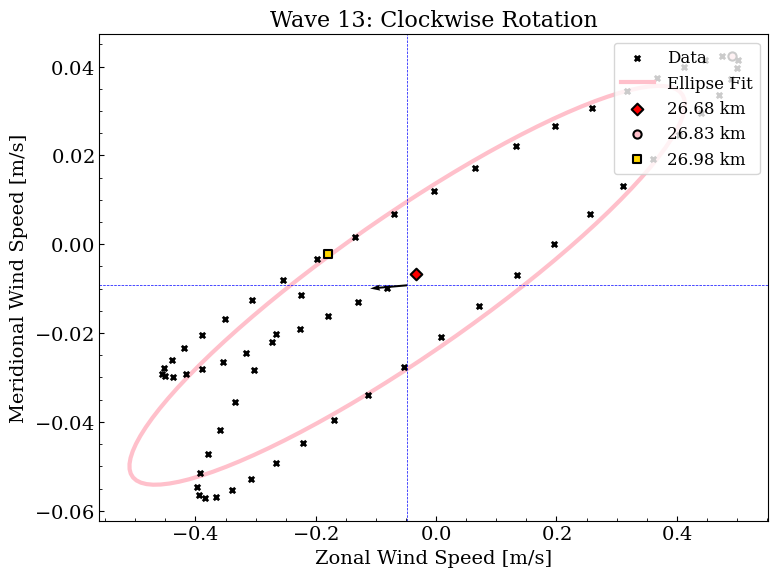 Wave 13: Clockwise Rotation
Meridional Wind Speed [m/s]
0.04
0.02
0.00
−0.02
−0.04
−0.06
Data
Ellipse Fit
26.68 km
26.83 km
26.98 km
−0.4
−0.2
0.0
0.2
0.4
Zonal Wind Speed [m/s]